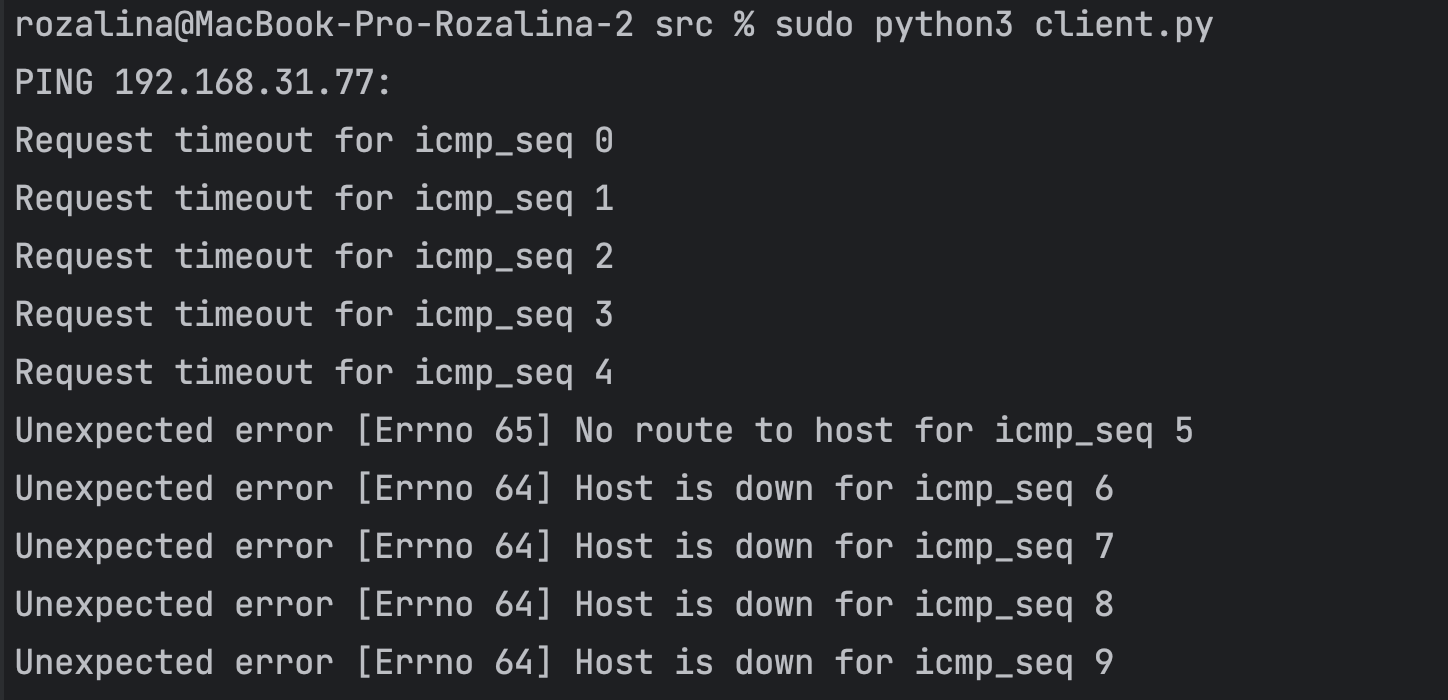 rozalina@MacBook-Pro-Rozalina-2 src % sudo python3 client.py
PING 192.168.31.77:
Request timeout for icmp_seq 0
Request timeout for icmp_seq 1
Request timeout for icmp_seq 2
Request timeout for icmp_seq 3
Request timeout for icmp_seq 4
Unexpected error [Errno 65] No route to host for icmp_seq 5
Unexpected error [Errno 64] Host is down for icmp_seq 6
Unexpected error [Errno 64] Host is down for icmp_seq 7
Unexpected error [Errno 64] Host is down for icmp_seq 8
Unexpected error [Errno 64] Host is down for icmp_seq 9